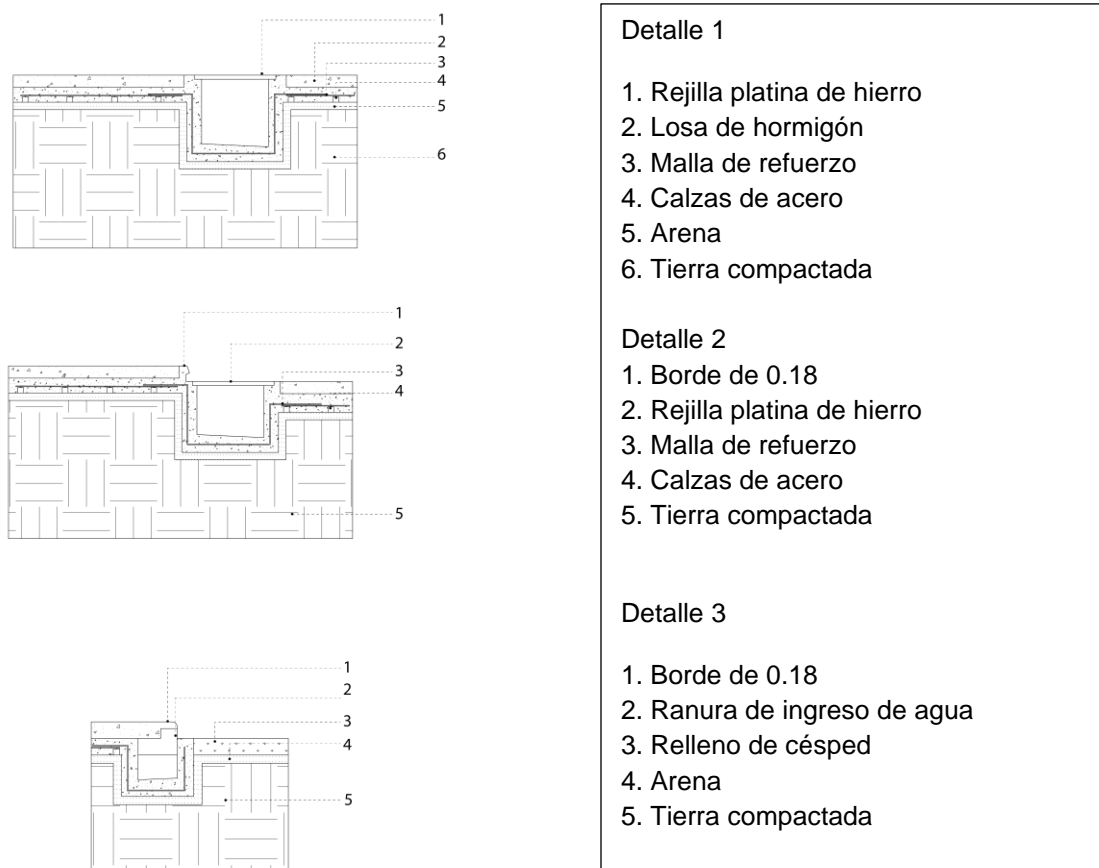 1
2
3
4
5
6
1
2
3
4
5
1
2
3
4
5
Detalle 1
1. Rejilla platina de hierro
2. Losa de hormigón
3. Malla de refuerzo
4. Calzas de acero
5. Arena
6. Tierra compactada
Detalle 2
1. Borde de 0.18
2. Rejilla platina de hierro
3. Malla de refuerzo
4. Calzas de acero
5. Tierra compactada
Detalle 3
1. Borde de 0.18
2. Ranura de ingreso de agua
3. Relleno de césped
4. Arena
5. Tierra compactada